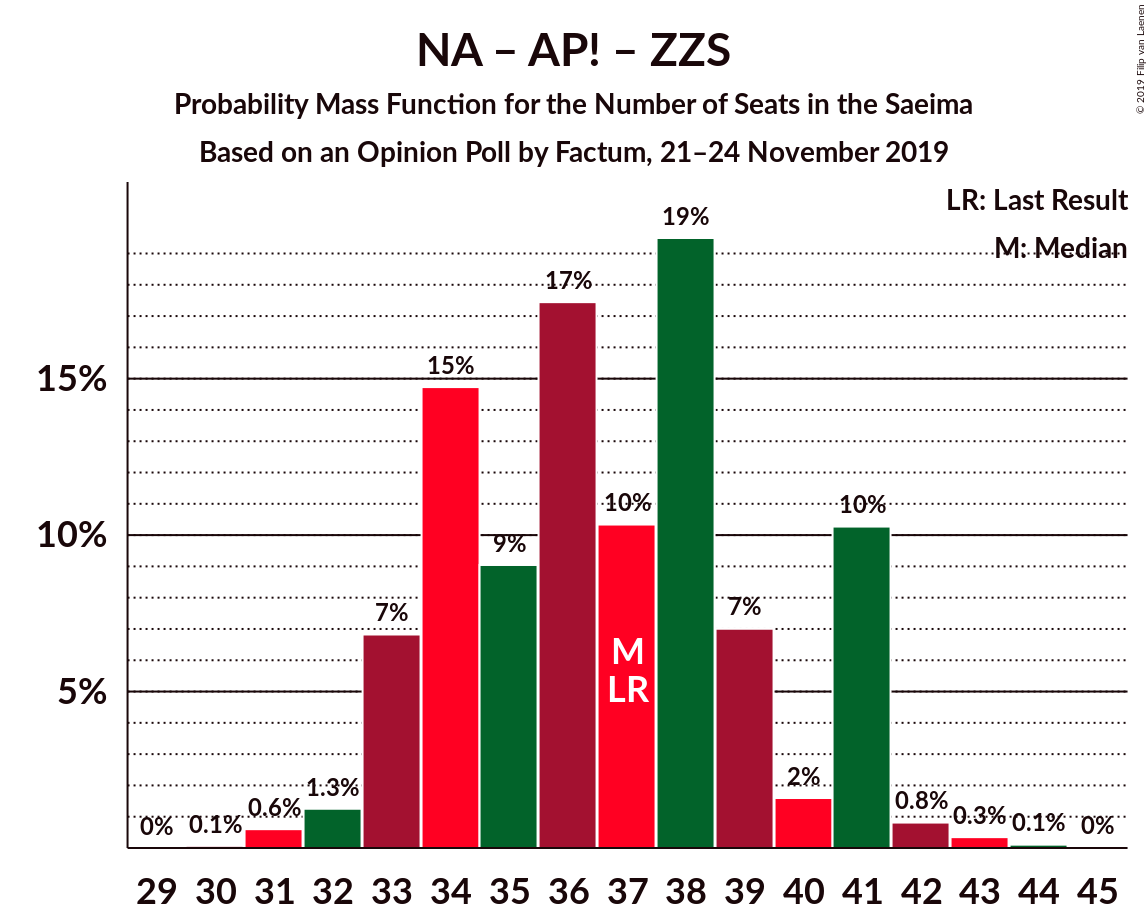 NA – AP! – ZZS
Probability Mass Function for the Number of Seats in the Saeima
Based on an Opinion Poll by Factum, 21–24 November 2019
© 2019 Filip van Laenen
LR: Last Result
M: Median
15%
10%
5%
0%
0.1%
0.6%
1.3%
7%
15%
9%
17%
10%
19%
7%
2%
10%
0.8%
0.3%
0.1%
0%
M
LR
29 30 31 32 33 34 35 36 37 38 39 40 41 42 43 44 45